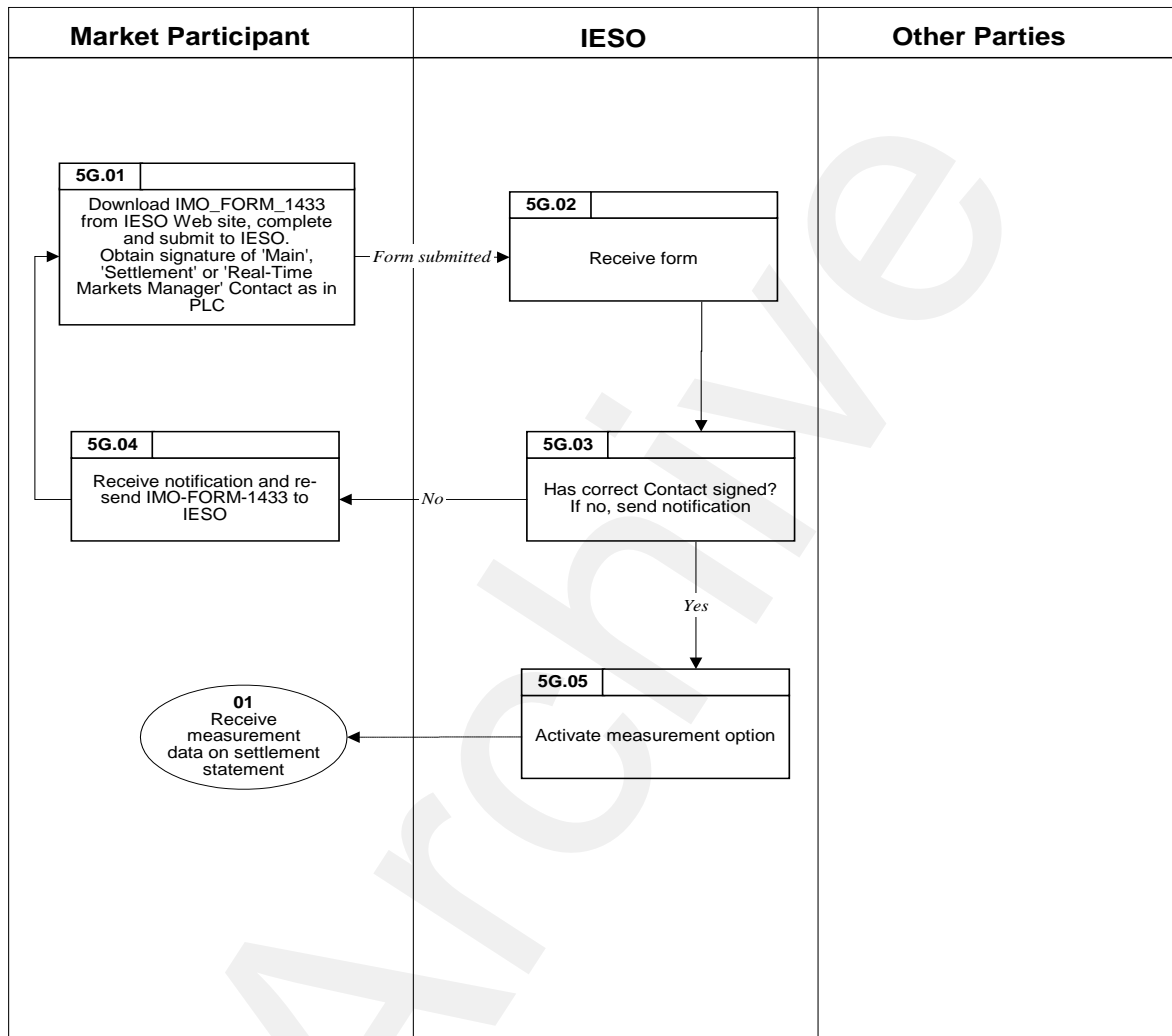 Market Participant
IESO
Other Parties
5G.01
Download IMO_FORM_1433
from IESO Web site, complete
and submit to IESO.
Obtain signature of 'Main',
'Settlement' or 'Real-Time
Markets Manager' Contact as in
PLC
Form submitted
5G.02
Receive form
5G.04
Receive notification and re-
send IMO-FORM-1433 to
IESO
No
5G.03
Has correct Contact signed?
If no, send notification
Yes
5G.05
Activate measurement option
01
Receive
measurement
data on settlement
statement
Archive